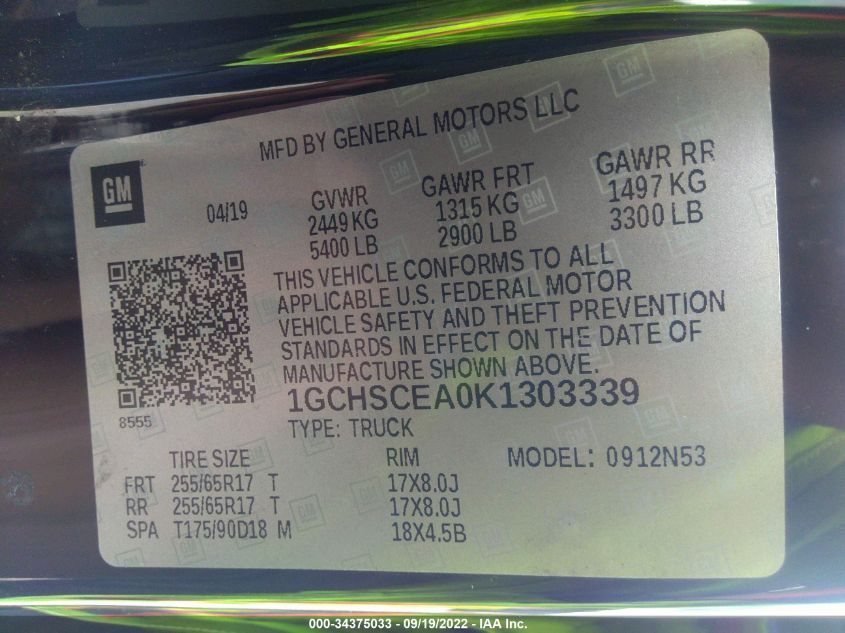 MFD BY GENERAL MOTORS LLC
GM
04/19
GVWR GAWR FRT GAWR RR
2449 KG 1315 KG 1497 KG
5400 LB 2900 LB 3300 LB
THIS VEHICLE CONFORMS TO ALL
APPLICABLE U.S. FEDERAL MOTOR
VEHICLE SAFETY AND THEFT PREVENTION
STANDARDS IN EFFECT ON THE DATE OF
MANUFACTURE SHOWN ABOVE.
1GCHSCEA0K1303339
8555
TYPE: TRUCK
TIRE SIZE RIM MODEL: 0912N53
FRT 255/65R17 T 17X8.0J
RR 255/65R17 T 17X8.0J
SPA T175/90D18 M 18X4.5B
000-34375033 - 09/19/2022 - IAA Inc.